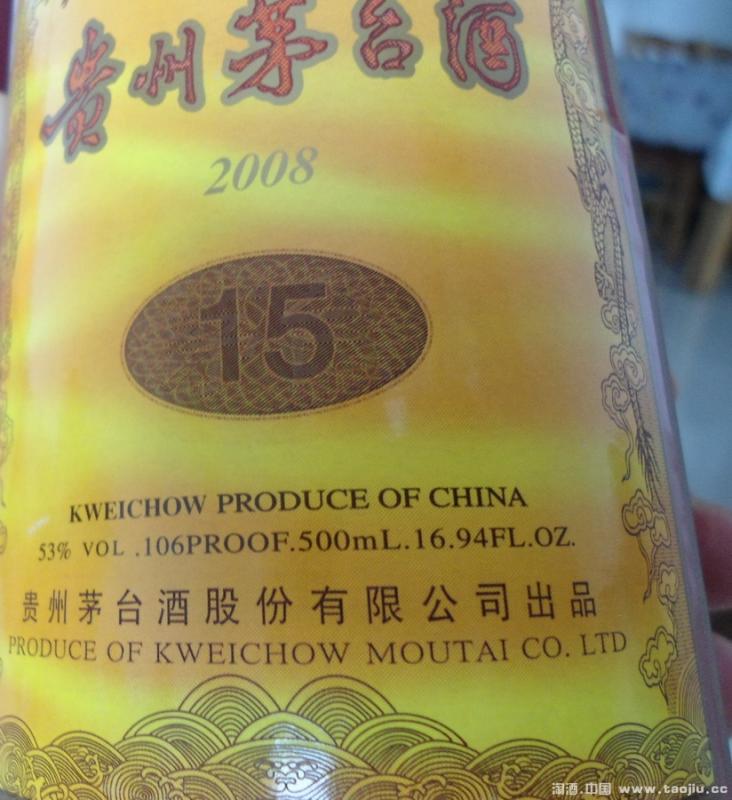 贵州茅台酒
2008
15
KWEICHOW PRODUCE OF CHINA
53% VOL .106PROOF.500mL.16.94FL.OZ.
贵州茅台酒股份有限公司出品
PRODUCE OF KWEICHOW MOUTAI CO. LTD
淘酒.中国 www.taojiu.cc